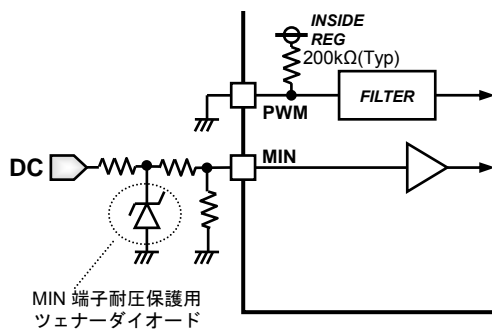 INSIDE
REG
200kΩ(Typ)
FILTER
PWM
DC
MIN
MIN 端子耐圧保護用
ツェナーダイオード